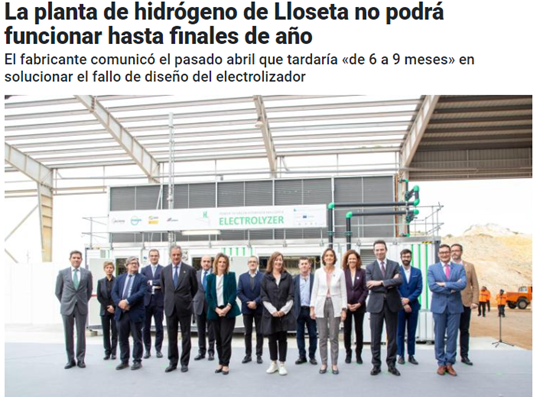 La planta de hidrógeno de Lloseta no podrá
funcionar hasta finales de año
El fabricante comunicó el pasado abril que tardaría «de 6 a 9 meses» en
solucionar el fallo de diseño del electrolizador
ELECTROLYZER